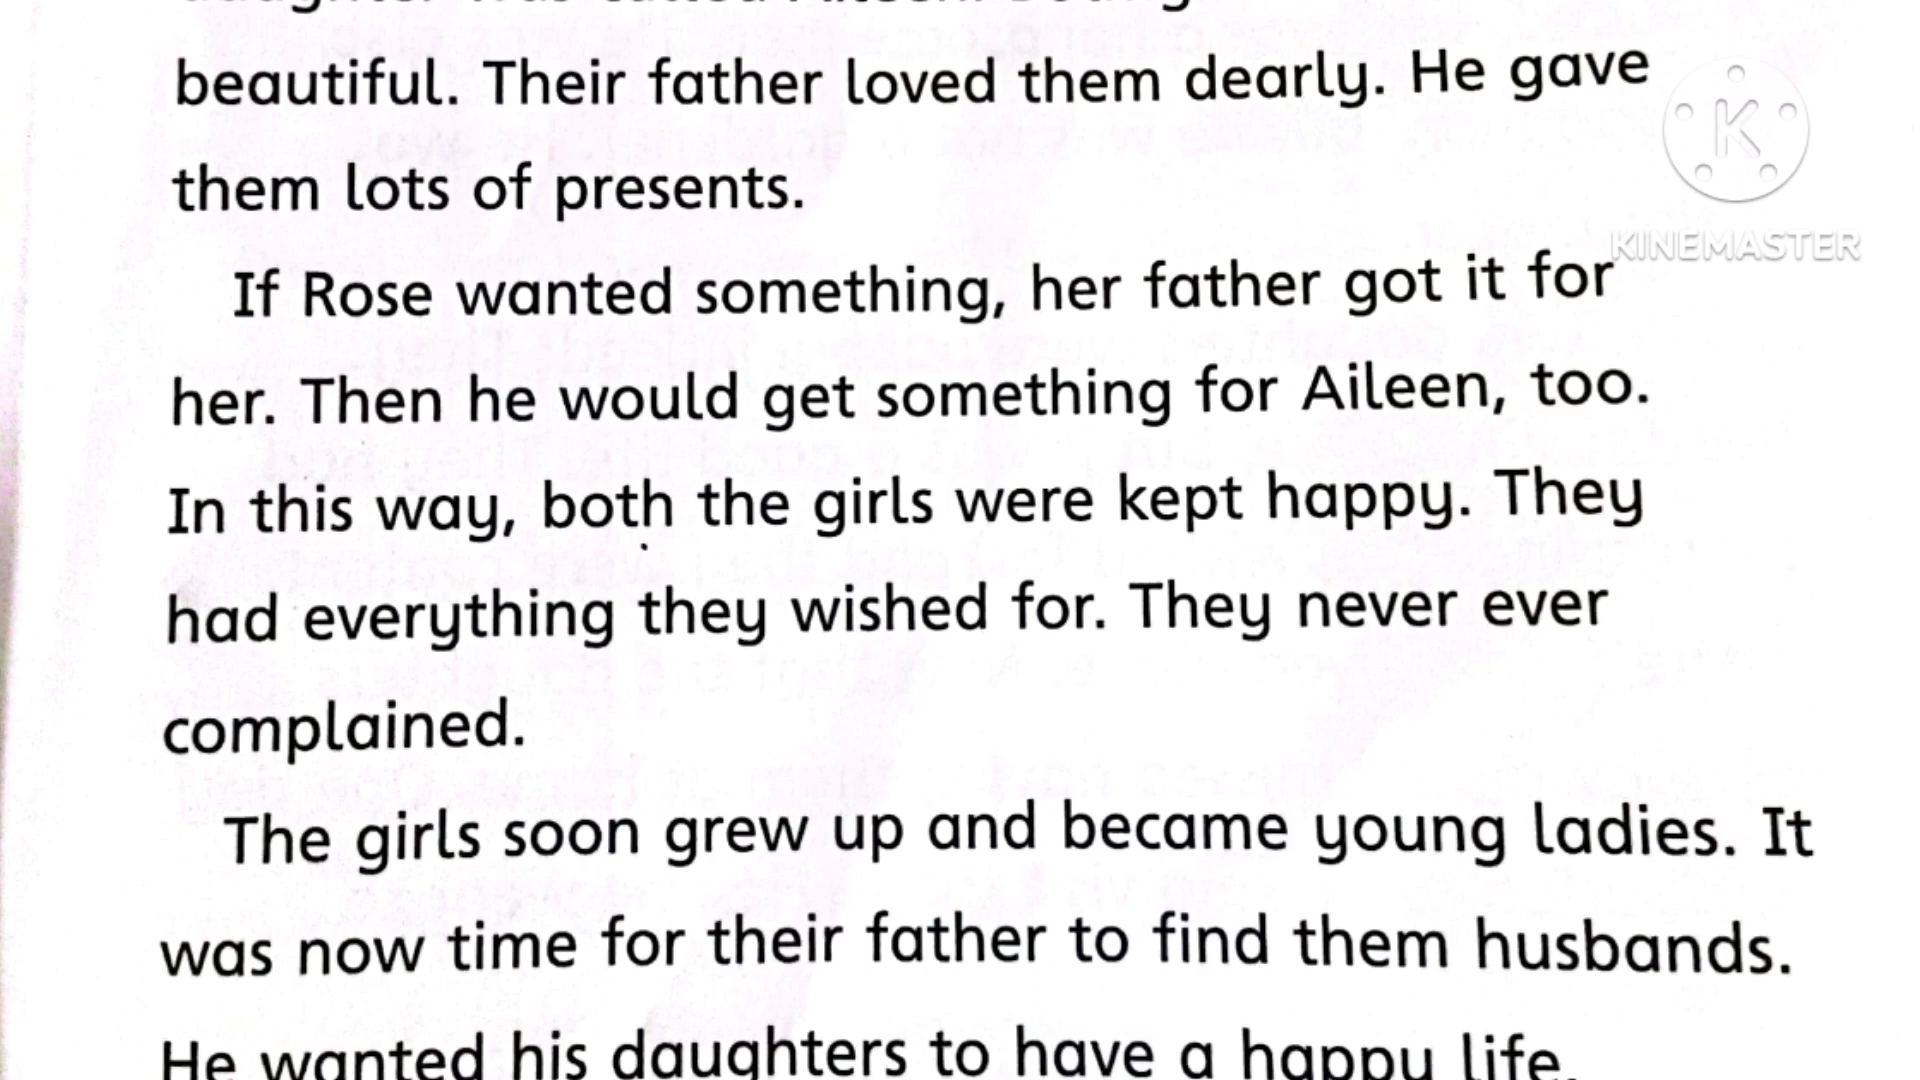 daughter was called Aileen.
beautiful. Their father loved them dearly. He gave
them lots of presents.
If Rose wanted something, her father got it for
her. Then he would get something for Aileen, too.
In this way, both the girls were kept happy. They
had everything they wished for. They never ever
complained.
The girls soon grew up and became young ladies. It
was now time for their father to find them husbands.
He wanted his daughters to have a happy life.
K
KINEMASTER